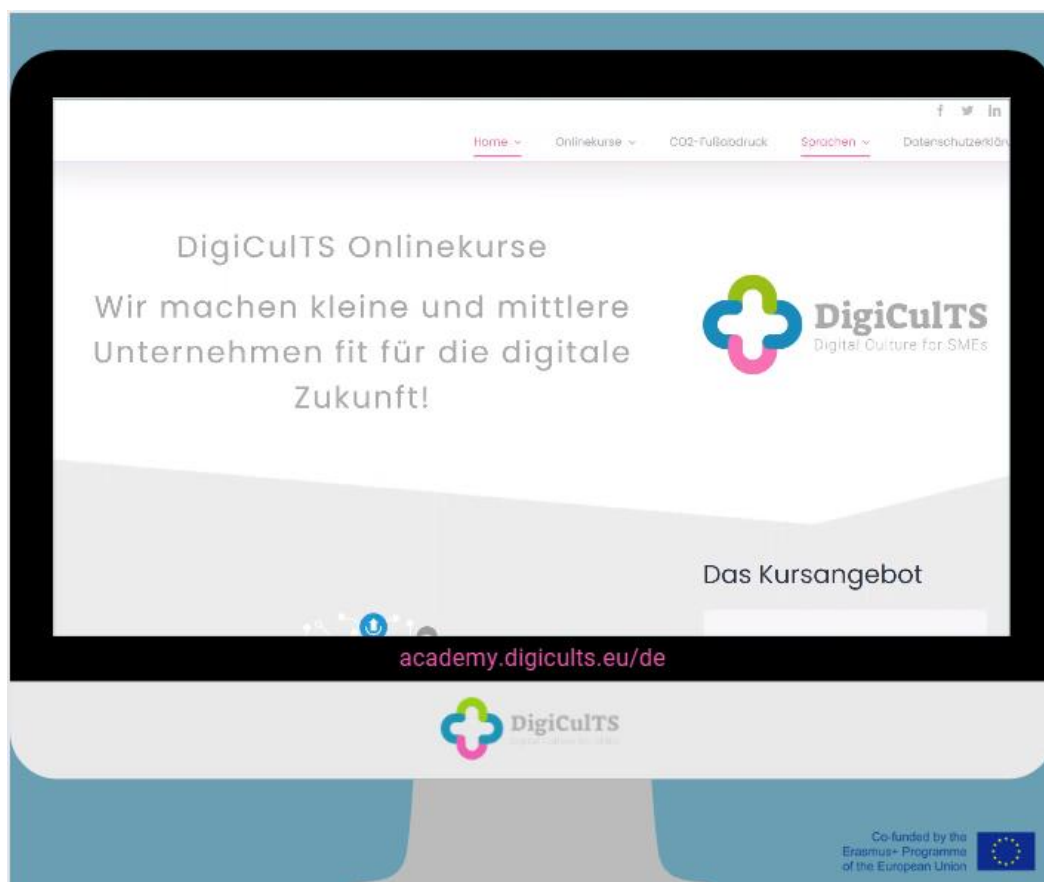 f in
Home Onlinekurse CO2-Fußabdruck Sprachen Datenschutzerklär
DigiCulTS Onlinekurse
Wir machen kleine und mittlere
Unternehmen fit für die digitale
Zukunft!
DigiCulTS
Digital Culture for SMEs
Das Kursangebot
academy.digicults.eu/de
DigiCulTS
Co-funded by the
Erasmus+ Programme
of the European Union